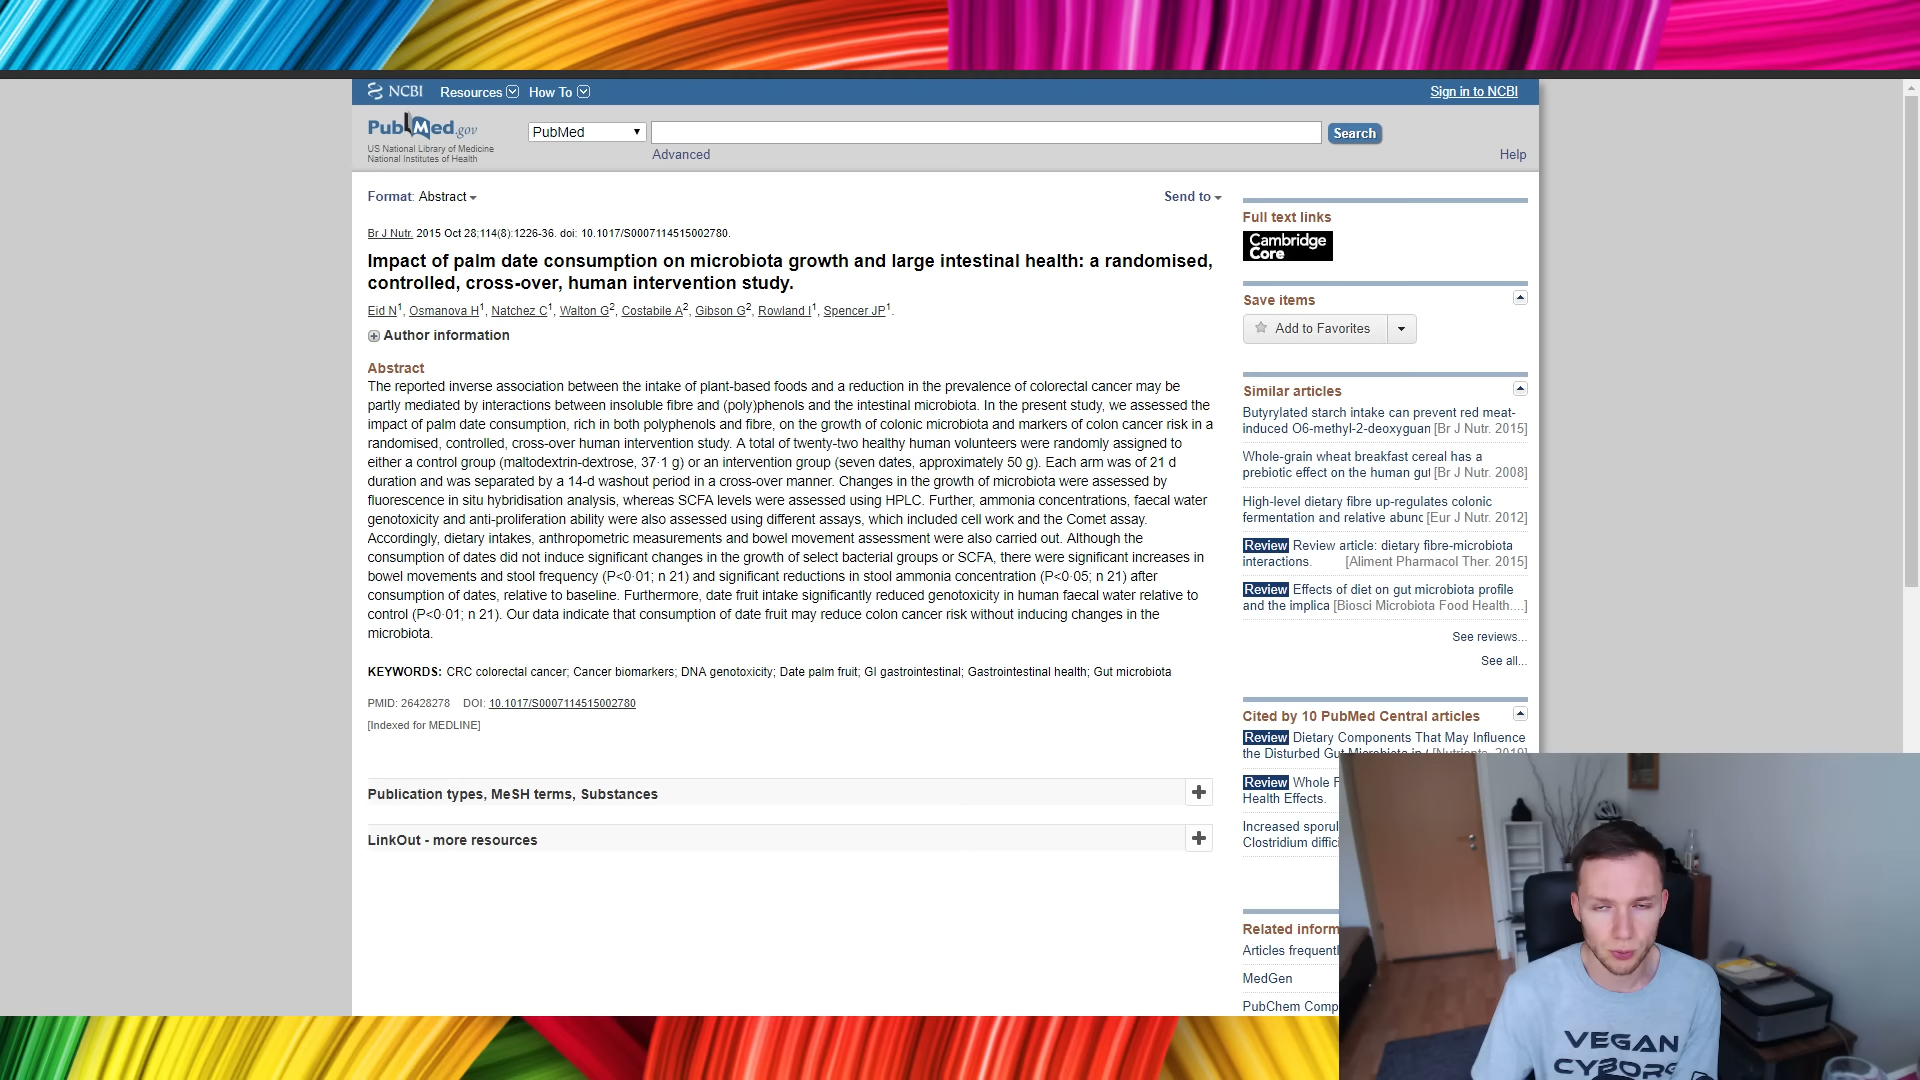 NCBI Resources How To Sign in to NCBI
PubMed.gov
US National Library of Medicine
National Institutes of Health
PubMed
Search
Advanced
Help
Format: Abstract
Send to
Br J Nutr. 2015 Oct 28;114(8):1226-36. doi: 10.1017/S0007114515002780.
Impact of palm date consumption on microbiota growth and large intestinal health: a randomised,
controlled, cross-over, human intervention study.
Eid N1, Osmanova H1, Natchez C1, Walton G2, Costabile A2, Gibson G2, Rowland I1, Spencer JP1.
Author information
Abstract
The reported inverse association between the intake of plant-based foods and a reduction in the prevalence of colorectal cancer may be
partly mediated by interactions between insoluble fibre and (poly)phenols and the intestinal microbiota. In the present study, we assessed the
impact of palm date consumption, rich in both polyphenols and fibre, on the growth of colonic microbiota and markers of colon cancer risk in a
randomised, controlled, cross-over human intervention study. A total of twenty-two healthy human volunteers were randomly assigned to
either a control group (maltodextrin-dextrose, 37·1 g) or an intervention group (seven dates, approximately 50 g). Each arm was of 21 d
duration and was separated by a 14-d washout period in a cross-over manner. Changes in the growth of microbiota were assessed by
fluorescence in situ hybridisation analysis, whereas SCFA levels were assessed using HPLC. Further, ammonia concentrations, faecal water
genotoxicity and anti-proliferation ability were also assessed using different assays, which included cell work and the Comet assay.
Accordingly, dietary intakes, anthropometric measurements and bowel movement assessment were also carried out. Although the
consumption of dates did not induce significant changes in the growth of select bacterial groups or SCFA, there were significant increases in
bowel movements and stool frequency (P<0·01; n 21) and significant reductions in stool ammonia concentration (P<0·05; n 21) after
consumption of dates, relative to baseline. Furthermore, date fruit intake significantly reduced genotoxicity in human faecal water relative to
control (P<0·01; n 21). Our data indicate that consumption of date fruit may reduce colon cancer risk without inducing changes in the
microbiota.
KEYWORDS: CRC colorectal cancer; Cancer biomarkers; DNA genotoxicity; Date palm fruit; GI gastrointestinal; Gastrointestinal health; Gut microbiota
PMID: 26428278 DOI: 10.1017/S0007114515002780
[Indexed for MEDLINE]
Publication types, MeSH terms, Substances
LinkOut - more resources
Full text links
Cambridge
Core
Save items
Add to Favorites
Similar articles
Butyrylated starch intake can prevent red meat-
induced O6-methyl-2-deoxyguan [Br J Nutr. 2015]
Whole-grain wheat breakfast cereal has a
prebiotic effect on the human gut [Br J Nutr. 2008]
High-level dietary fibre up-regulates colonic
fermentation and relative abunc [Eur J Nutr. 2012]
Review Review article: dietary fibre-microbiota
interactions. [Aliment Pharmacol Ther. 2015]
Review Effects of diet on gut microbiota profile
and the implica [Biosci Microbiota Food Health....]
See reviews...
See all...
Cited by 10 PubMed Central articles
Review Dietary Components That May Influence
the Disturbed Gut Microbiota in [Nutrients. 2019]
Review Whole F
Health Effects.
Increased sporul
Clostridium diffici
Related inform
Articles frequentl
MedGen
PubChem Comp
VEGAN
CYBORG